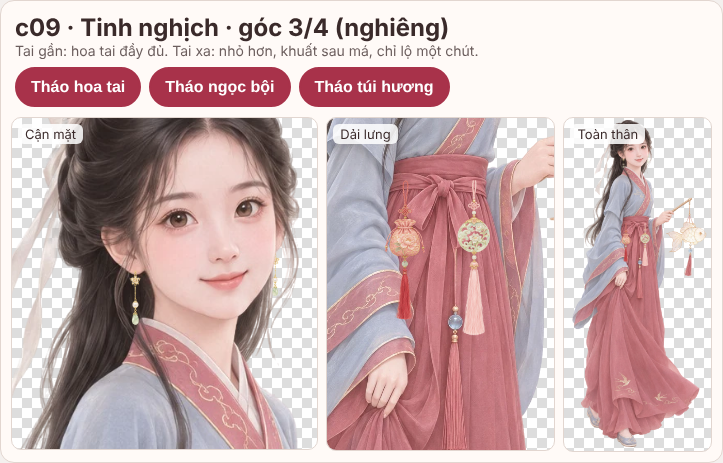 c09 · Tinh nghịch · góc 3/4 (nghiêng)
Tai gần: hoa tai đầy đủ. Tai xa: nhỏ hơn, khuất sau má, chỉ lộ một chút.
Tháo hoa tai
Tháo ngọc bội
Tháo túi hương
Cận mặt
Dải lưng
Toàn thân